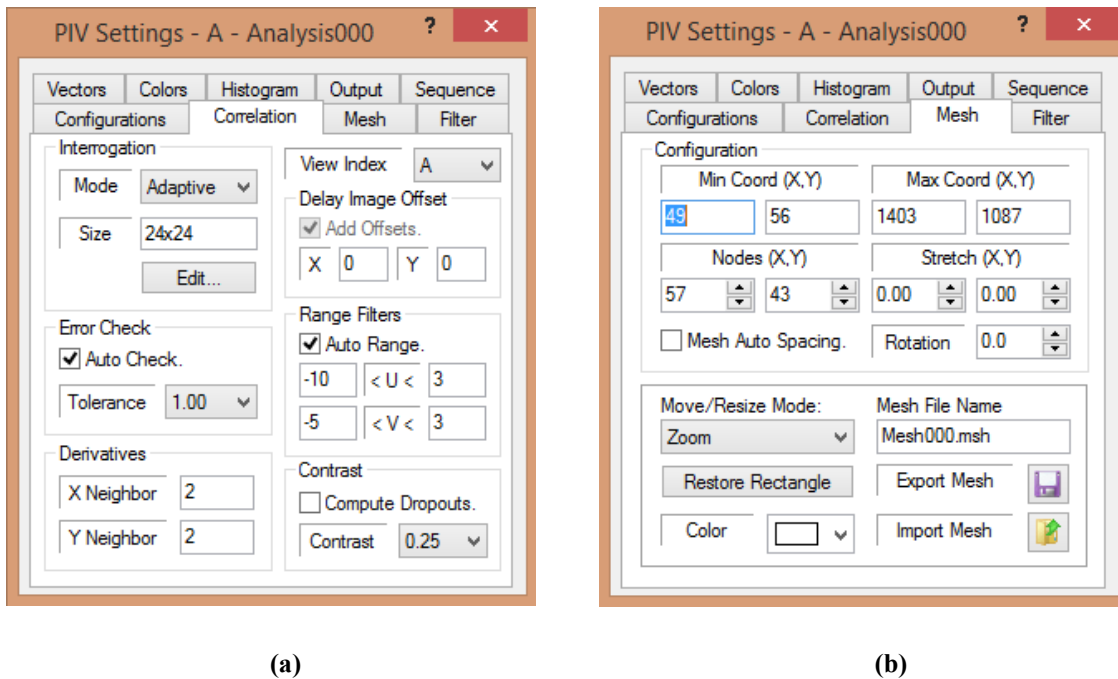 PIV Settings - A - Analysis000 ? ×
Vectors Colors Histogram Output Sequence
Configurations Correlation Mesh Filter
Interrogation
Mode Adaptive
Size 24x24
Edit...
Error Check
Auto Check.
Tolerance 1.00
Derivatives
X Neighbor 2
Y Neighbor 2
View Index A
Delay Image Offset
Add Offsets.
X 0 Y 0
Range Filters
Auto Range.
-10 < U < 3
-5 < V < 3
Contrast
Compute Dropouts.
Contrast 0.25
(a)
PIV Settings - A - Analysis000 ? ×
Vectors Colors Histogram Output Sequence
Configurations Correlation Mesh Filter
Configuration
Min Coord (X,Y) Max Coord (X,Y)
49 56 1403 1087
Nodes (X,Y) Stretch (X,Y)
57 43 0.00 0.00
Mesh Auto Spacing. Rotation 0.0
Move/Resize Mode: Mesh File Name
Zoom Mesh000.msh
Restore Rectangle Export Mesh
Color Import Mesh
(b)